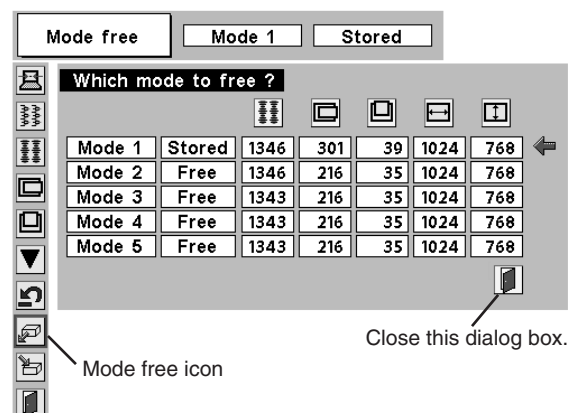 Mode free Mode 1 Stored
Which mode to free ?
Mode 1 Stored 1346 301 39 1024 768
Mode 2 Free 1346 216 35 1024 768
Mode 3 Free 1343 216 35 1024 768
Mode 4 Free 1343 216 35 1024 768
Mode 5 Free 1343 216 35 1024 768
Close this dialog box.
Mode free icon